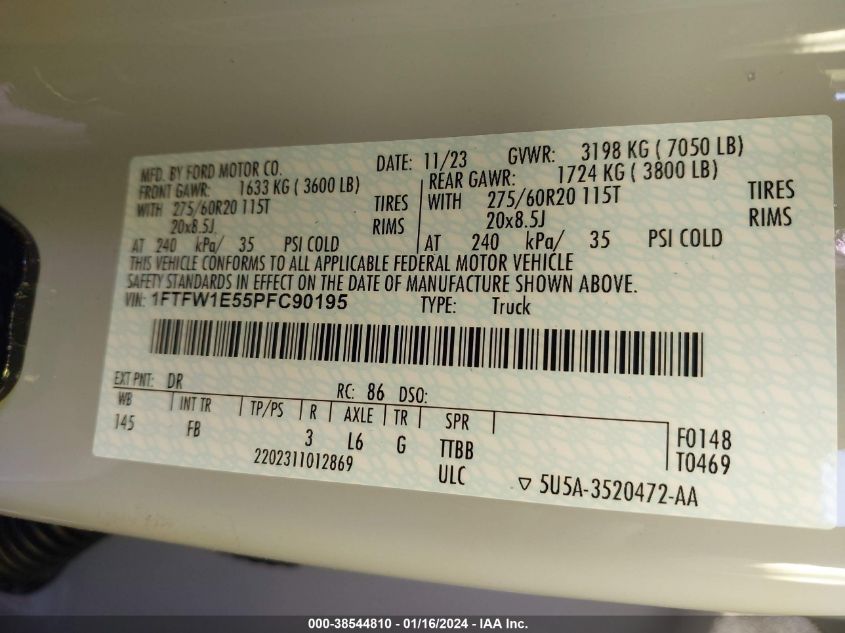 MFD. BY FORD MOTOR CO. DATE: 11/23 GVWR: 3198 KG ( 7050 LB)
FRONT GAWR: 1633 KG ( 3600 LB) REAR GAWR: 1724 KG ( 3800 LB)
WITH 275/60R20 115T TIRES WITH 275/60R20 115T TIRES
20x8.5J RIMS 20x8.5J RIMS
AT 240 kPa/ 35 PSI COLD AT 240 kPa/ 35 PSI COLD
THIS VEHICLE CONFORMS TO ALL APPLICABLE FEDERAL MOTOR VEHICLE
SAFETY STANDARDS IN EFFECT ON THE DATE OF MANUFACTURE SHOWN ABOVE.
VIN: 1FTFW1E55PFC90195 TYPE: Truck
EXT PNT: DR RC: 86 DSO:
WB INT TR TP/PS R AXLE TR SPR
145 FB 3 L6 G TTBB F0148
2202311012869 ULC T0469
▽ 5U5A-3520472-AA
000-38544810 - 01/16/2024 - IAA Inc.